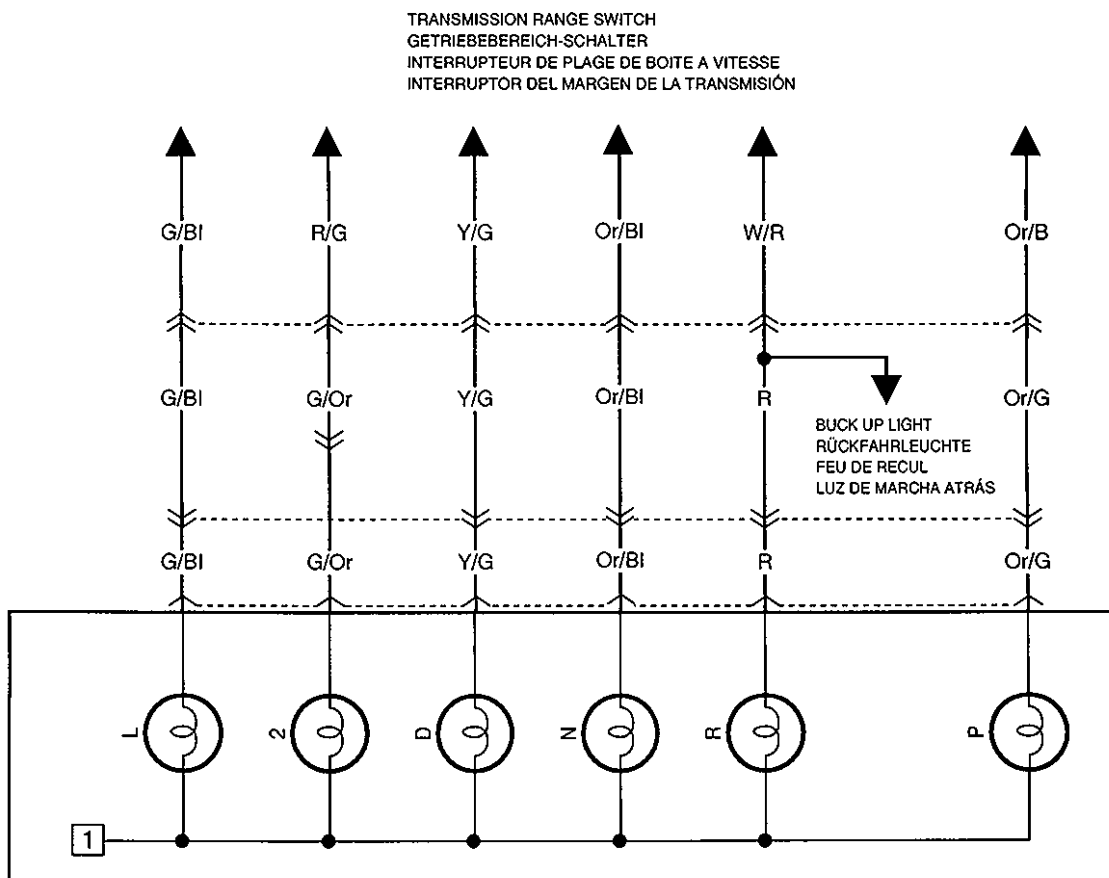 TRANSMISSION RANGE SWITCH
GETRIEBEBEREICH-SCHALTER
INTERRUPTEUR DE PLAGE DE BOITE A VITESSE
INTERRUPTOR DEL MARGEN DE LA TRANSMISIÓN
G/Bl R/G Y/G Or/Bl W/R Or/B
G/Bl G/Or Y/G Or/Bl R Or/G
BUCK UP LIGHT
RÜCKFAHRLEUCHTE
FEU DE RECUL
LUZ DE MARCHA ATRÁS
G/Bl G/Or Y/G Or/Bl R Or/G
L 2 D N R P
1